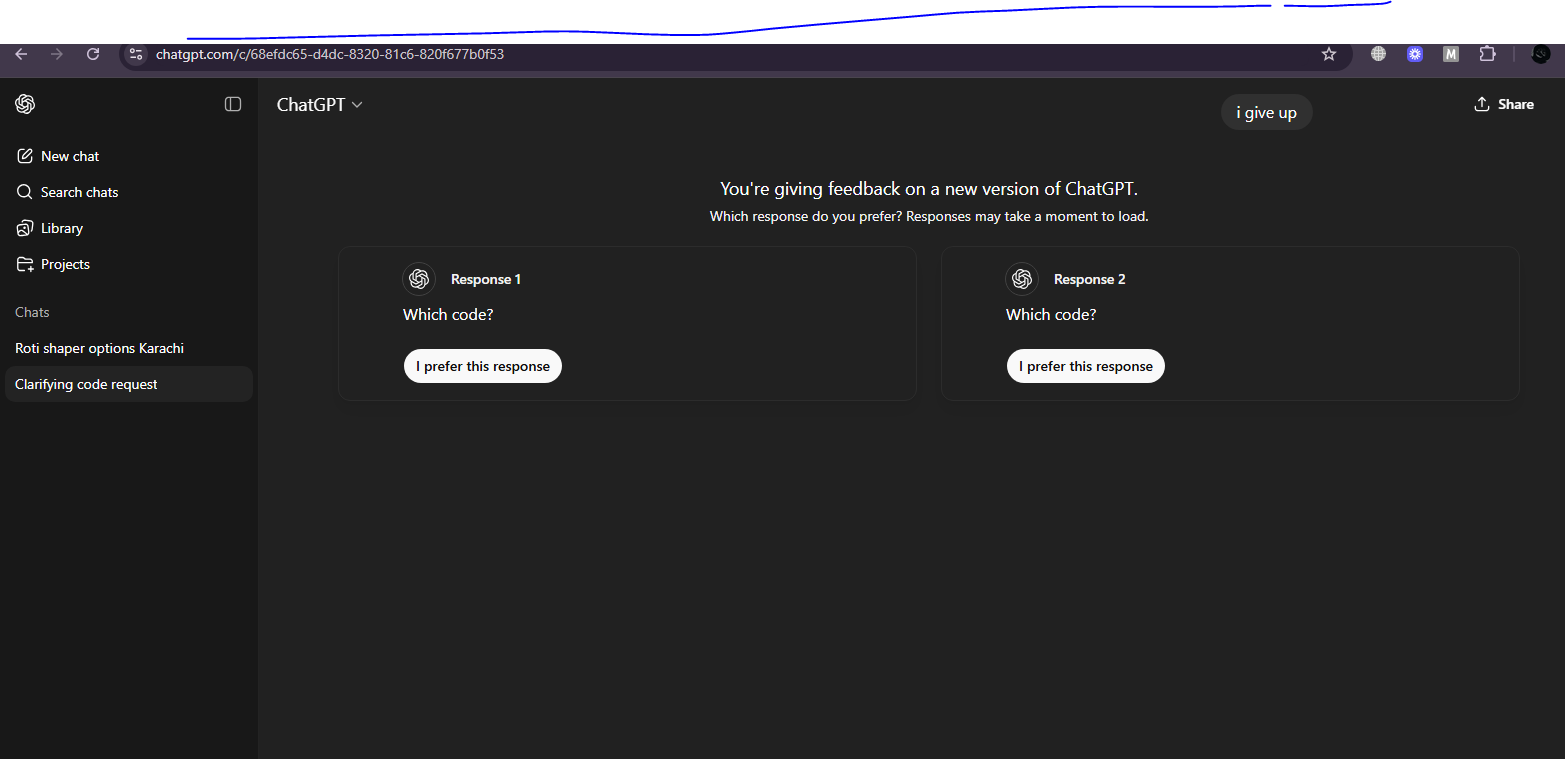 chatgpt.com/c/68efdc65-d4dc-8320-81c6-820f677b0f53
M
ChatGPT
i give up
Share
New chat
Search chats
Library
Projects
Chats
Roti shaper options Karachi
Clarifying code request
You're giving feedback on a new version of ChatGPT.
Which response do you prefer? Responses may take a moment to load.
Response 1
Which code?
I prefer this response
Response 2
Which code?
I prefer this response